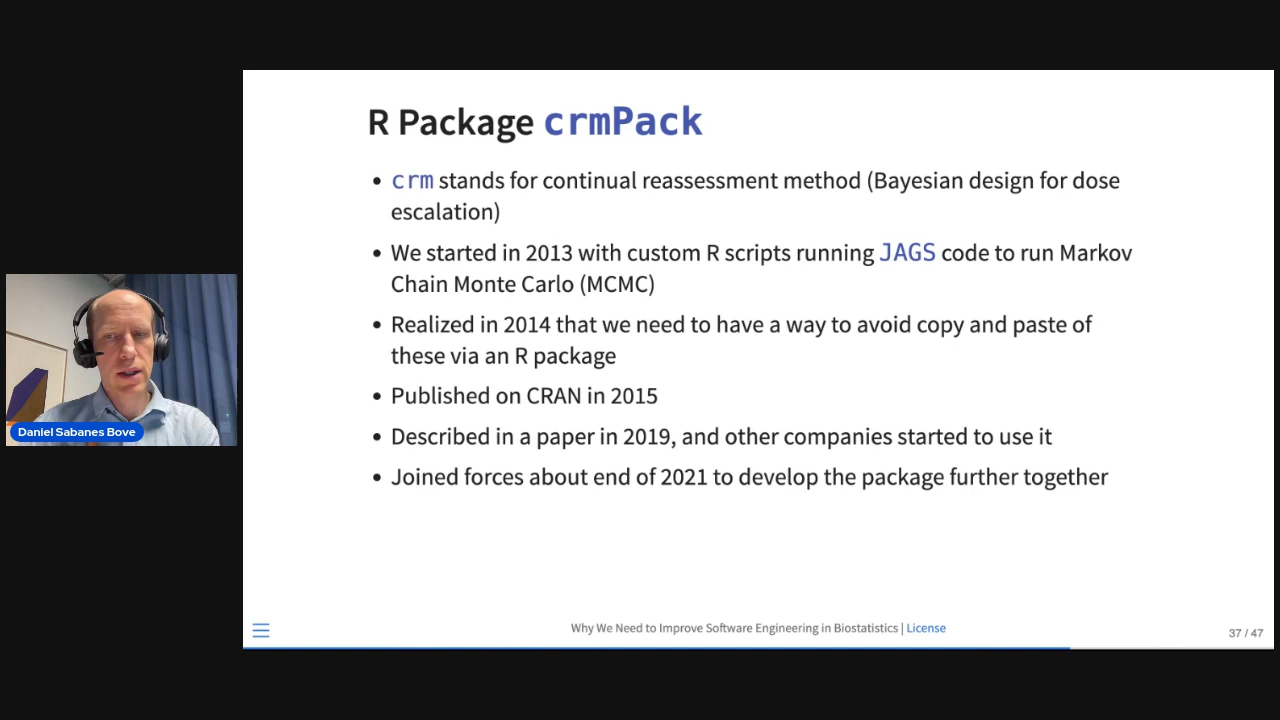 R Package crmPack
crm stands for continual reassessment method (Bayesian design for dose
escalation)
We started in 2013 with custom R scripts running JAGS code to run Markov
Chain Monte Carlo (MCMC)
Realized in 2014 that we need to have a way to avoid copy and paste of
these via an R package
Published on CRAN in 2015
Described in a paper in 2019, and other companies started to use it
Joined forces about end of 2021 to develop the package further together
Daniel Sabanes Bove
Why We Need to Improve Software Engineering in Biostatistics | License
37 / 47